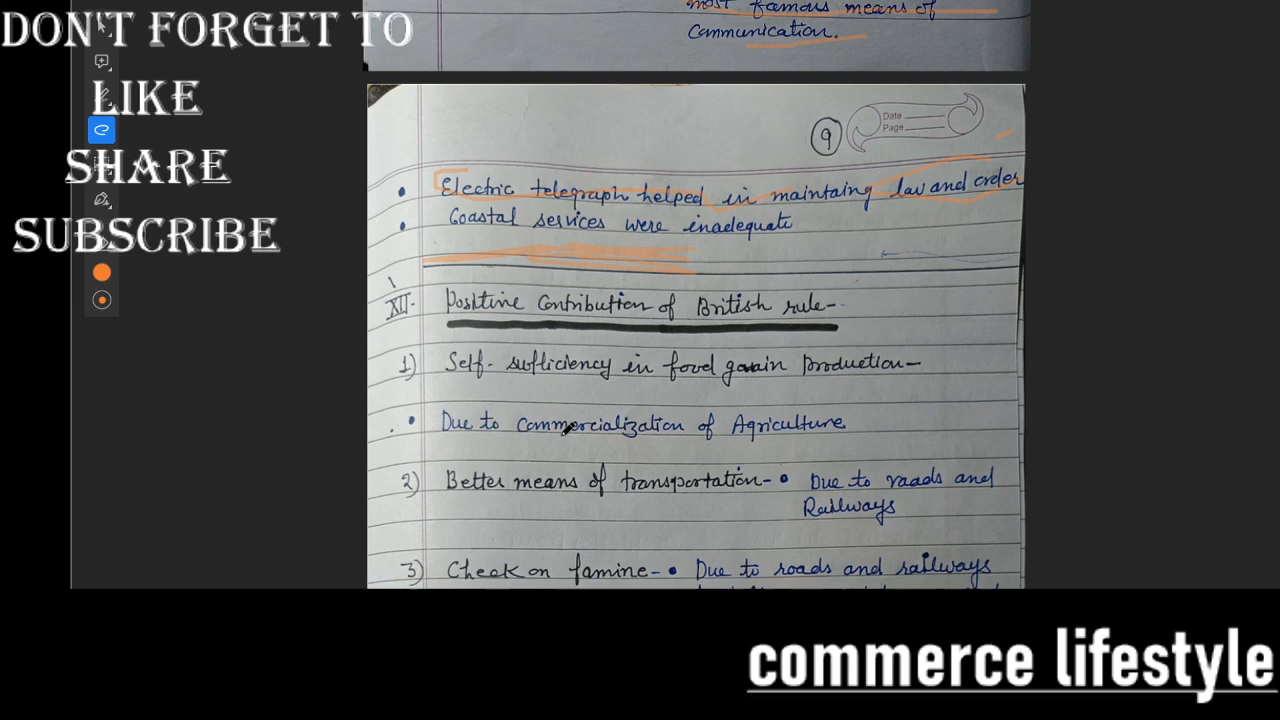 DON'T FORGET TO
LIKE
SHARE
SUBSCRIBE
most famous means of
Communication.
9
Date
Page
• Electric telegraph helped in maintaing law and order
• Coastal services were inadequate
XII. Positive Contribution of British rule-
1) Self-sufficiency in food grain Production-
• Due to Commercialization of Agriculture
2) Better means of transportation- • Due to roads and
Railways
3) Check on famine- • Due to roads and railways
commerce lifestyle